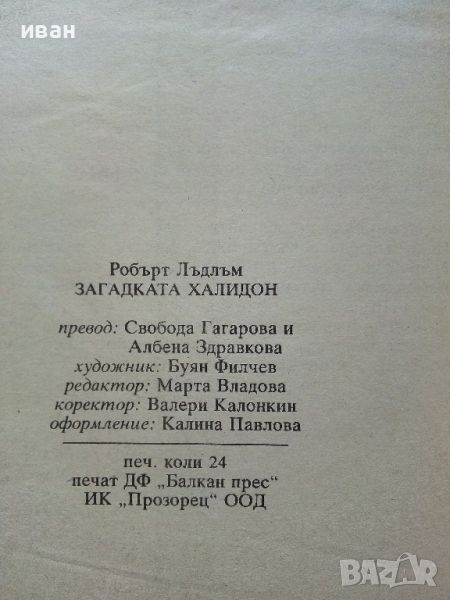 иван
Робърт Лъдлъм
ЗАГАДКАТА ХАЛИДОН
превод: Свобода Гагарова и
Албена Здравкова
художник: Буян Филчев
редактор: Марта Владова
коректор: Валери Калонкин
оформление: Калина Павлова
печ. коли 24
печат ДФ „Балкан прес“
ИК „Прозорец“ ООД
BAZAR